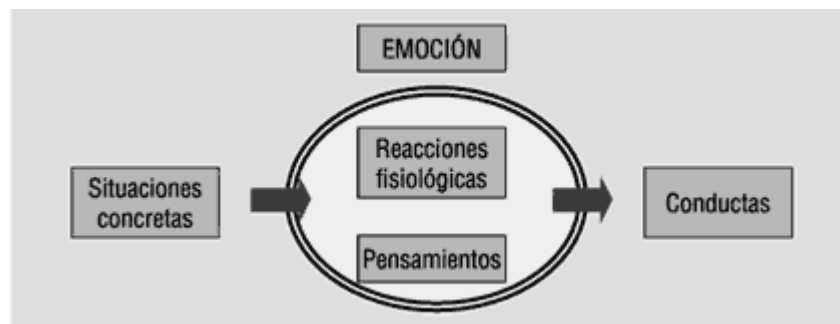 EMOCIÓN
Situaciones
concretas
Reacciones
fisiológicas
Pensamientos
Conductas